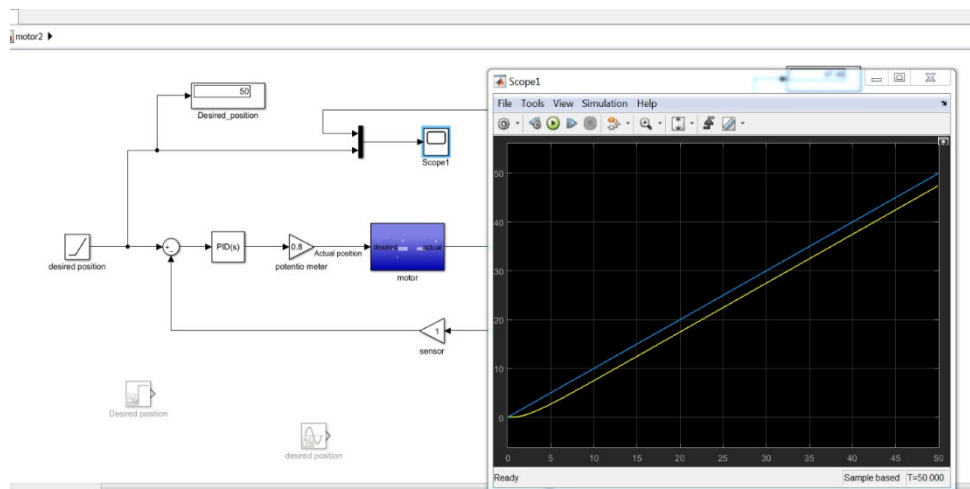 motor2
50
Desired_position
Scope1
desired position
+
-
PID(s)
0.8
potentio meter
Actual position
desired
actual
motor
1
sensor
Desired position
desired position
Scope1
File Tools View Simulation Help
50
40
30
20
10
0
0 5 10 15 20 25 30 35 40 45 50
Ready
Sample based T=50.000